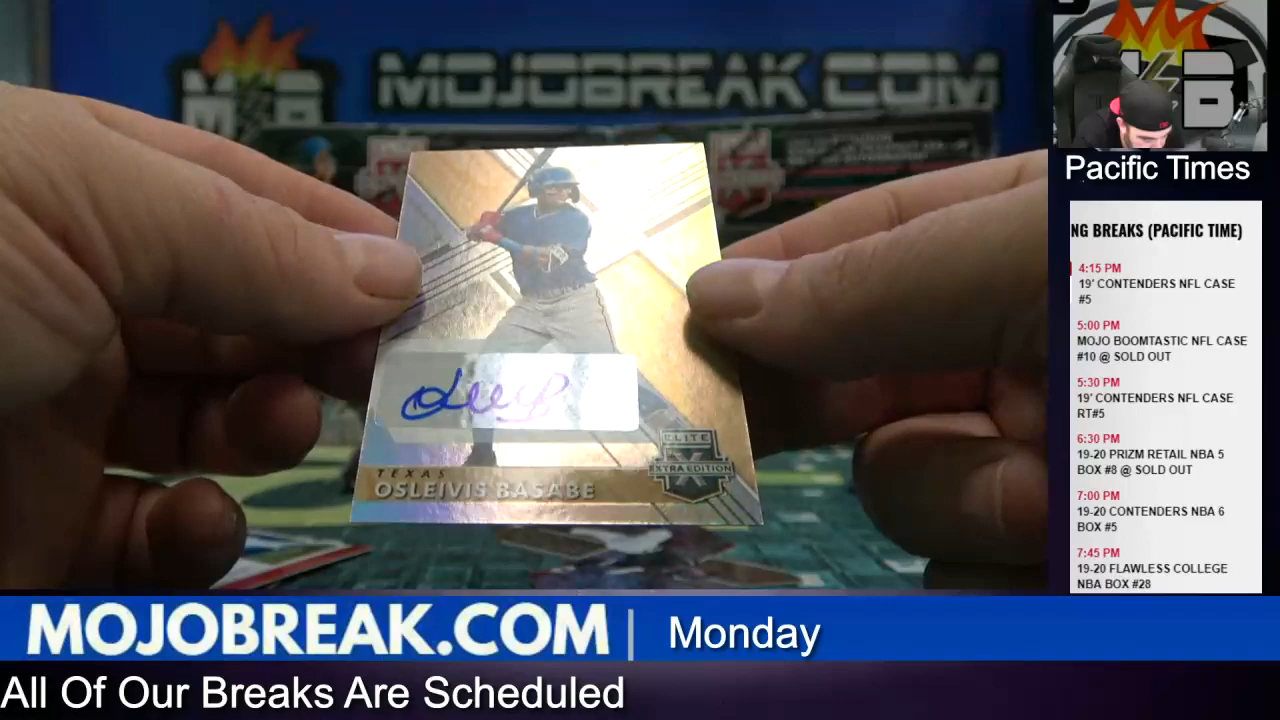 MOJOBREAK.COM
M B
B
TEXAS
OSLEIVIS BASABE
ELITE
X
EXTRA EDITION
Pacific Times
NG BREAKS (PACIFIC TIME)
4:15 PM
19' CONTENDERS NFL CASE
#5
5:00 PM
MOJO BOOMTASTIC NFL CASE
#10 @ SOLD OUT
5:30 PM
19' CONTENDERS NFL CASE
RT#5
6:30 PM
19-20 PRIZM RETAIL NBA 5
BOX #8 @ SOLD OUT
7:00 PM
19-20 CONTENDERS NBA 6
BOX #5
7:45 PM
19-20 FLAWLESS COLLEGE
NBA BOX #28
MOJOBREAK.COM | Monday
All Of Our Breaks Are Scheduled